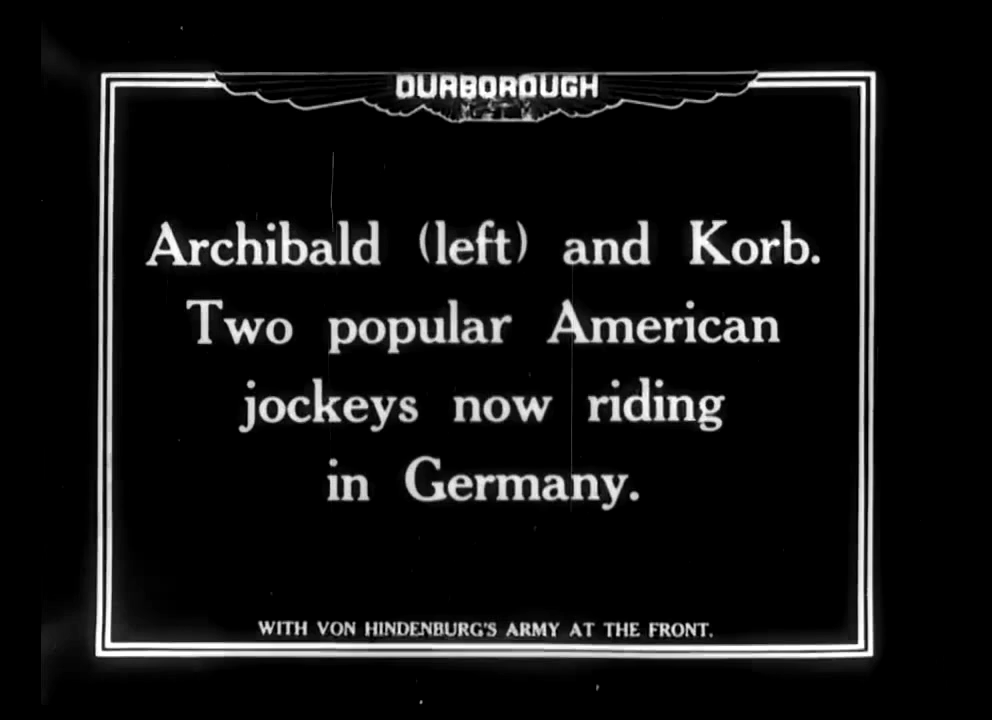 DURBOROUGH
Archibald (left) and Korb.
Two popular American
jockeys now riding
in Germany.
WITH VON HINDENBURG'S ARMY AT THE FRONT.